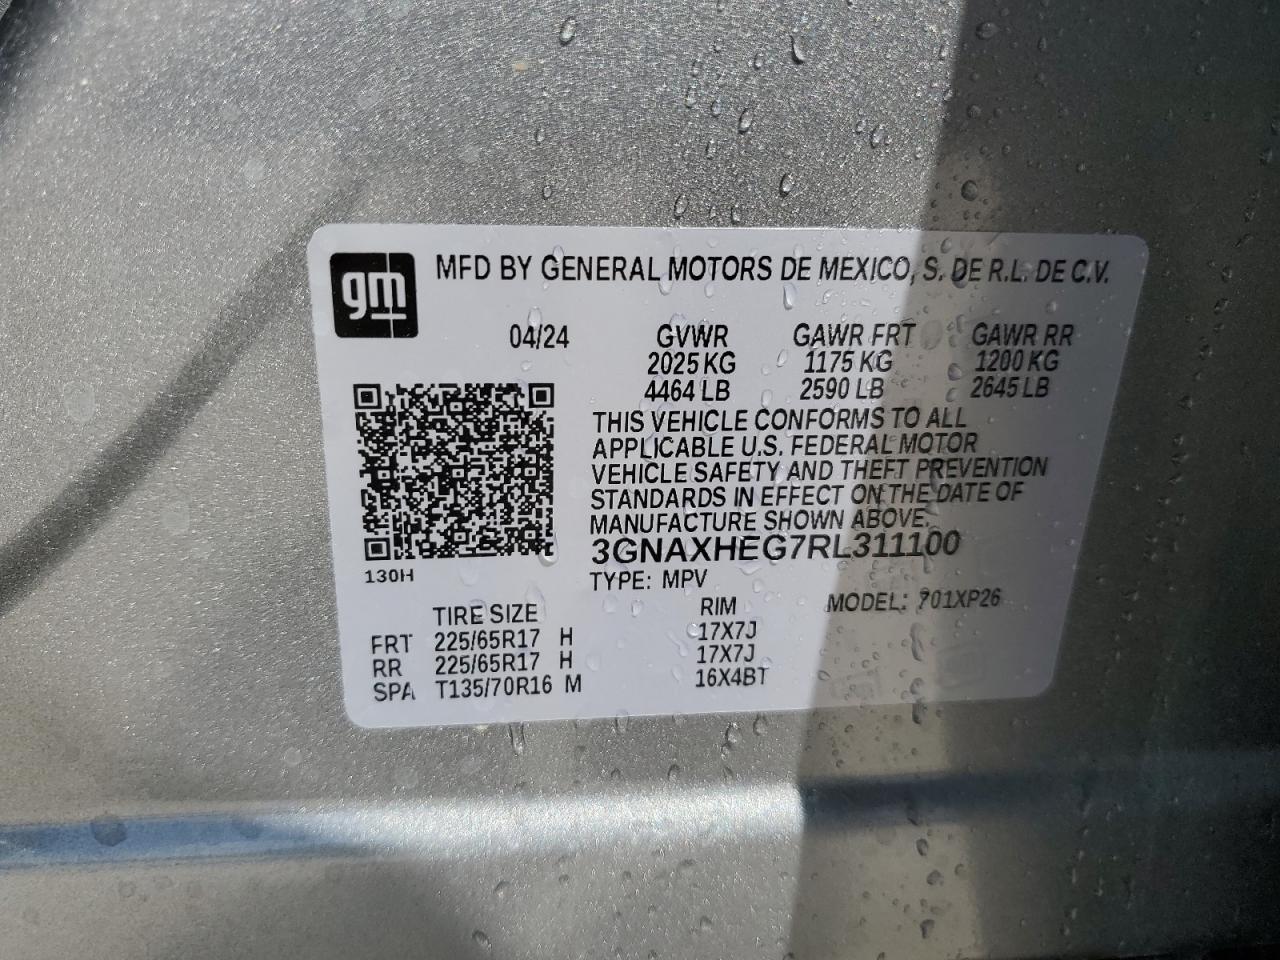 gm
MFD BY GENERAL MOTORS DE MEXICO, S. DE R.L. DE C.V.
04/24 GVWR GAWR FRT GAWR RR
2025 KG 1175 KG 1200 KG
4464 LB 2590 LB 2645 LB
THIS VEHICLE CONFORMS TO ALL
APPLICABLE U.S. FEDERAL MOTOR
VEHICLE SAFETY AND THEFT PREVENTION
STANDARDS IN EFFECT ON THE DATE OF
MANUFACTURE SHOWN ABOVE.
3GNAXHEG7RL311100
130H
TYPE: MPV
MODEL: 701XP26
TIRE SIZE RIM
FRT 225/65R17 H 17X7J
RR 225/65R17 H 17X7J
SPA T135/70R16 M 16X4BT